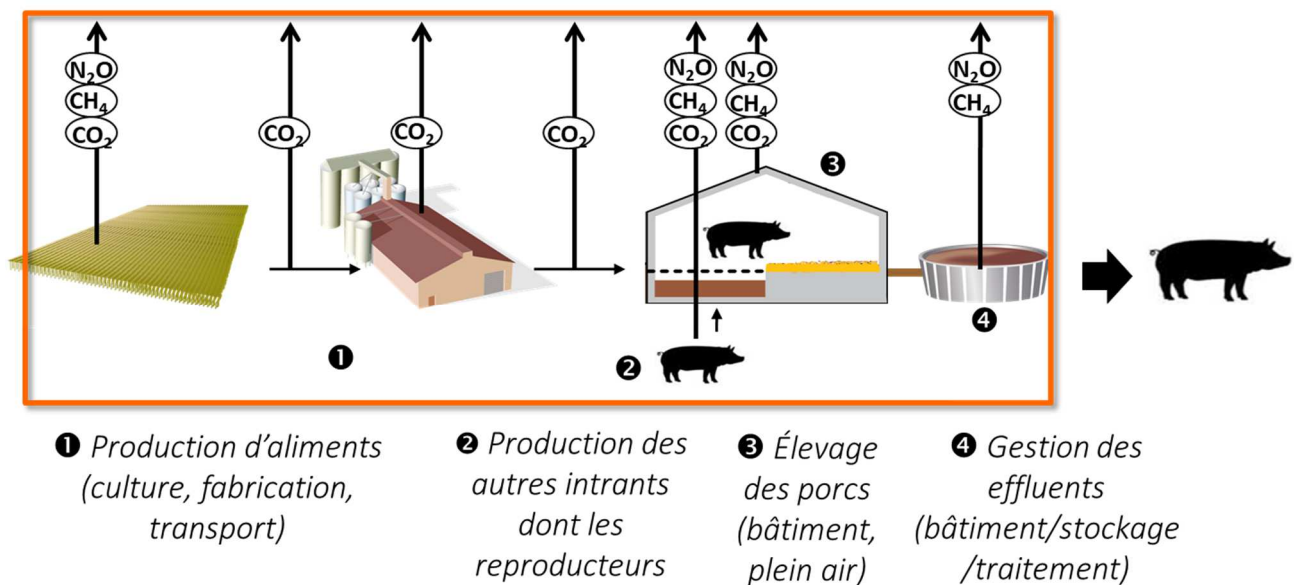 N₂O
CH₄
CO₂
CO₂
CO₂
CO₂
N₂O
CH₄
CO₂
N₂O
CH₄
CO₂
N₂O
CH₄
❸
❶
❷
❹
❶ Production d’aliments
(culture, fabrication,
transport)
❷ Production des
autres intrants
dont les
reproducteurs
❸ Élevage
des porcs
(bâtiment,
plein air)
❹ Gestion des
effluents
(bâtiment/stockage
/traitement)